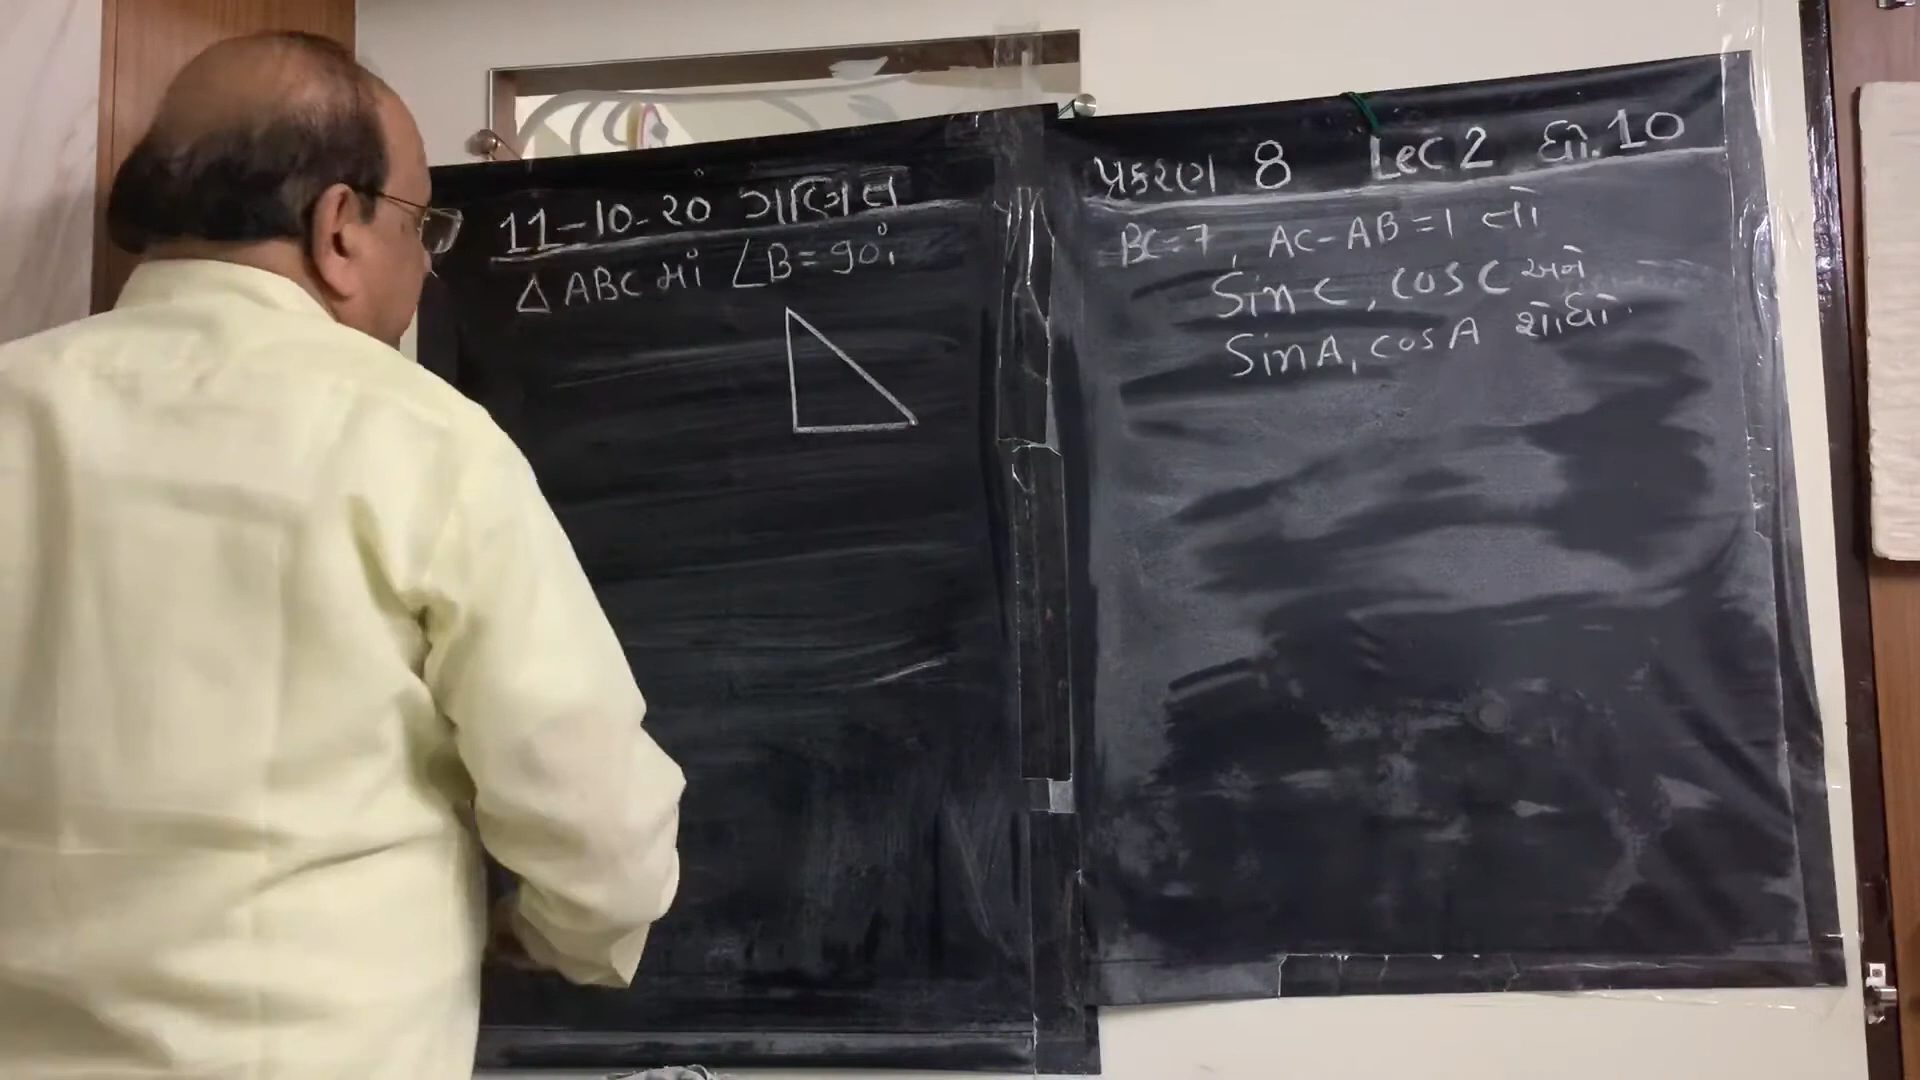 11-10-૨૦ ગણિત
△ ABC માં ∠B = 90°,
પ્રકરણ 8 Lec 2 ધો. 10
BC = 7, AC - AB = 1 તો
Sin C, cos C અને
Sin A, cos A શોધો.